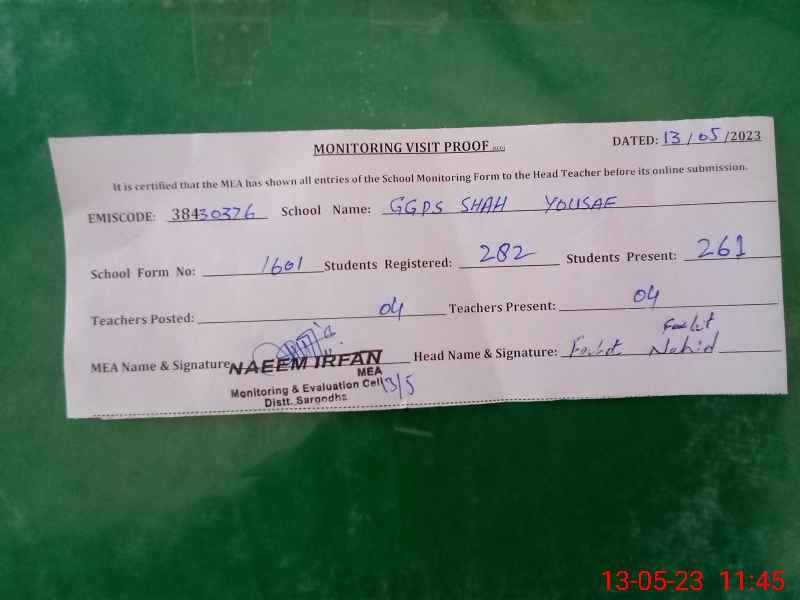 MONITORING VISIT PROOF
DATED: 13/05/2023
It is certified that the MEA has shown all entries of the School Monitoring Form to the Head Teacher before its online submission.
EMISCODE: 38430376 School Name: GGPS SHAH YOUSAF
School Form No: 1601 Students Registered: 282 Students Present: 261
Teachers Posted: 04 Teachers Present: 04
MEA Name & Signature NAEEM IRFAN Head Name & Signature: Farhat Nahid
MEA
Monitoring & Evaluation Cell 13/5
Distt. Sargodha
13-05-23 11:45